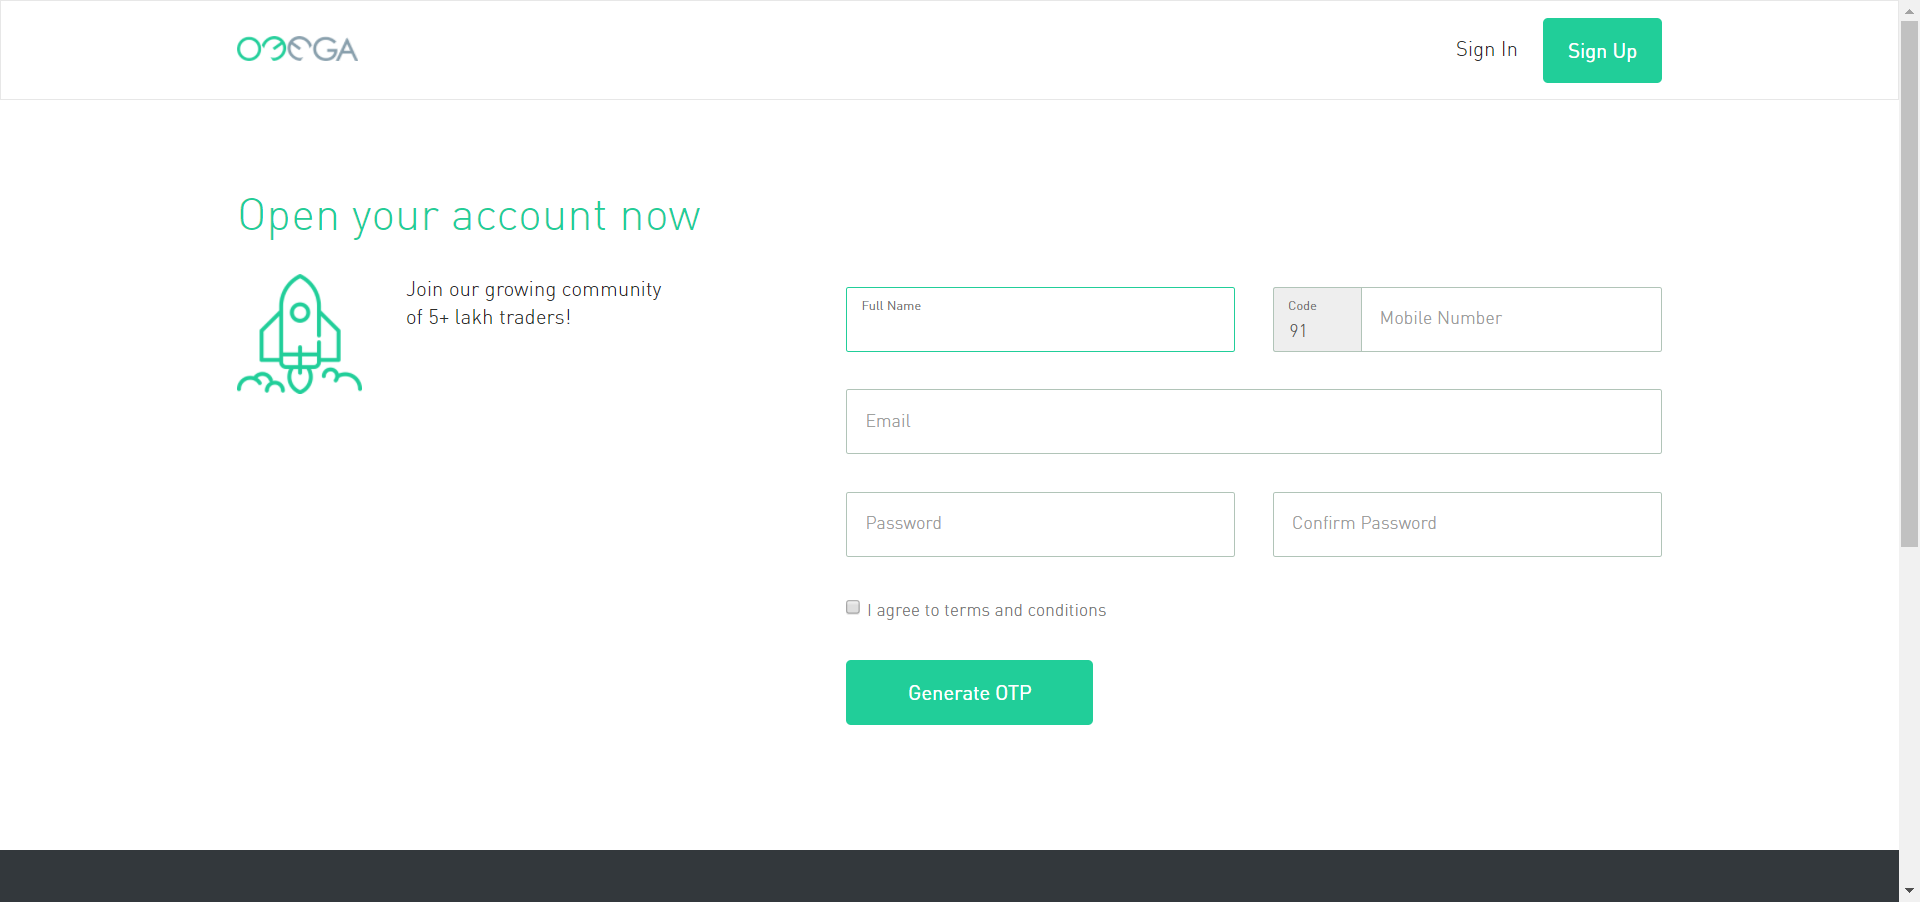 OMEGA
Sign In
Sign Up
Open your account now
Join our growing community
of 5+ lakh traders!
Full Name
Code
91
Mobile Number
Email
Password
Confirm Password
I agree to terms and conditions
Generate OTP